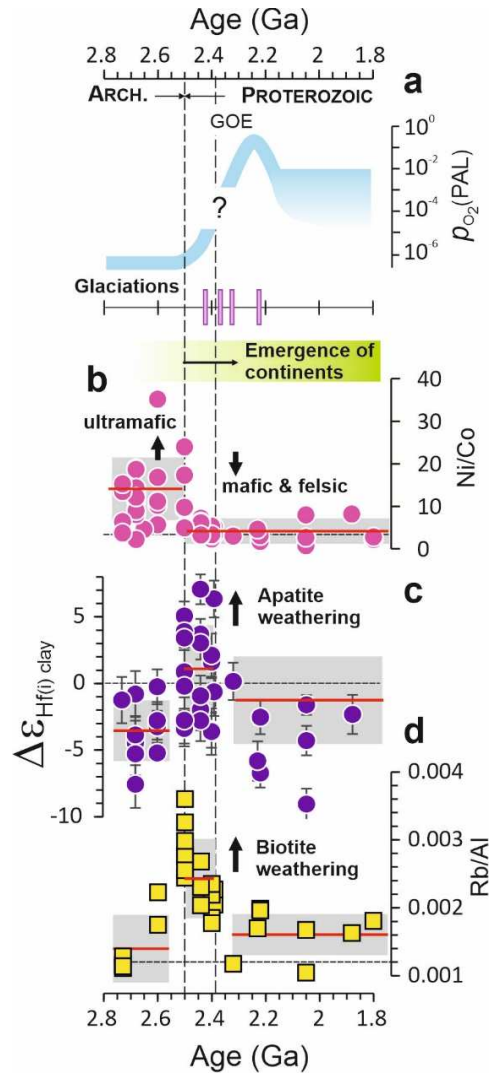 Age (Ga)
2.8 2.6 2.4 2.2 2 1.8
ARCH. PROTEROZOIC
a
GOE
10⁰
10⁻²
10⁻⁴
10⁻⁶
pO₂(PAL)
?
Glaciations
Emergence of
continents
b
40
30
20
10
0
Ni/Co
ultramafic
mafic & felsic
c
5
0
-5
-10
ΔεHf(i) clay
Apatite
weathering
d
0.004
0.003
0.002
0.001
Rb/Al
Biotite
weathering
2.8 2.6 2.4 2.2 2 1.8
Age (Ga)